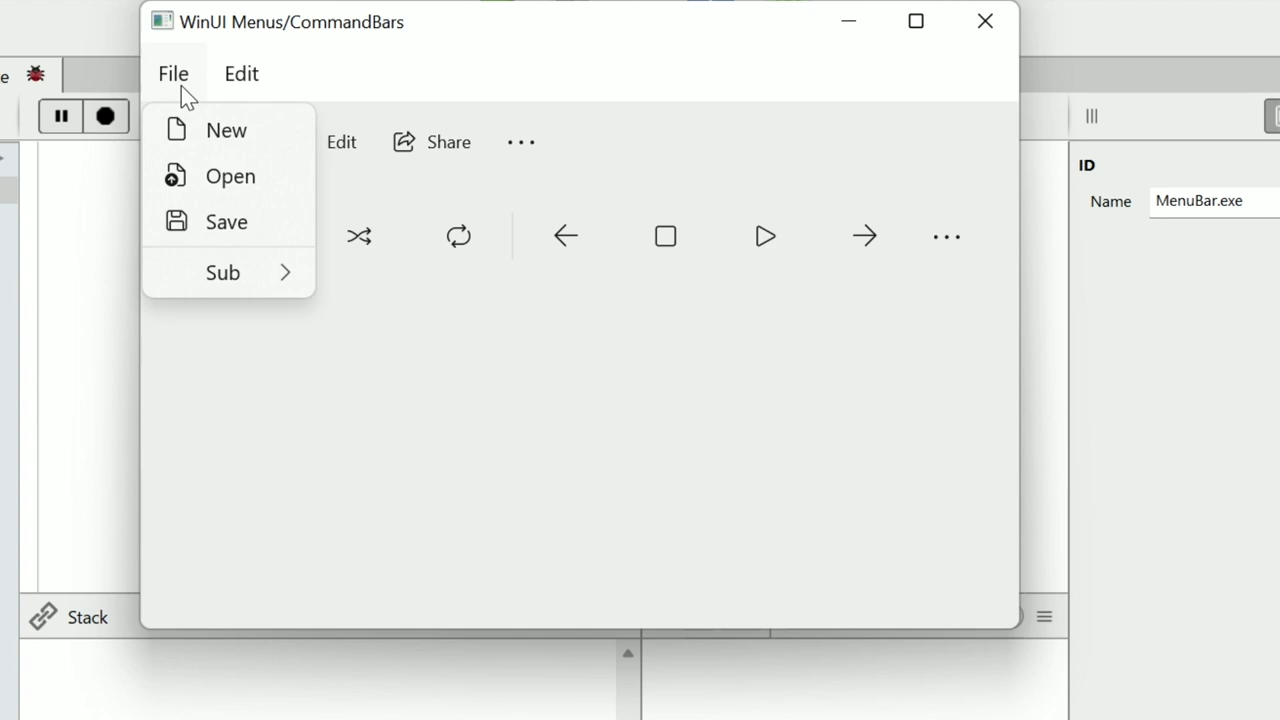 WinUI Menus/CommandBars
e
File Edit
New
Edit Share
ID
Open
Name MenuBar.exe
Save
Sub
Stack